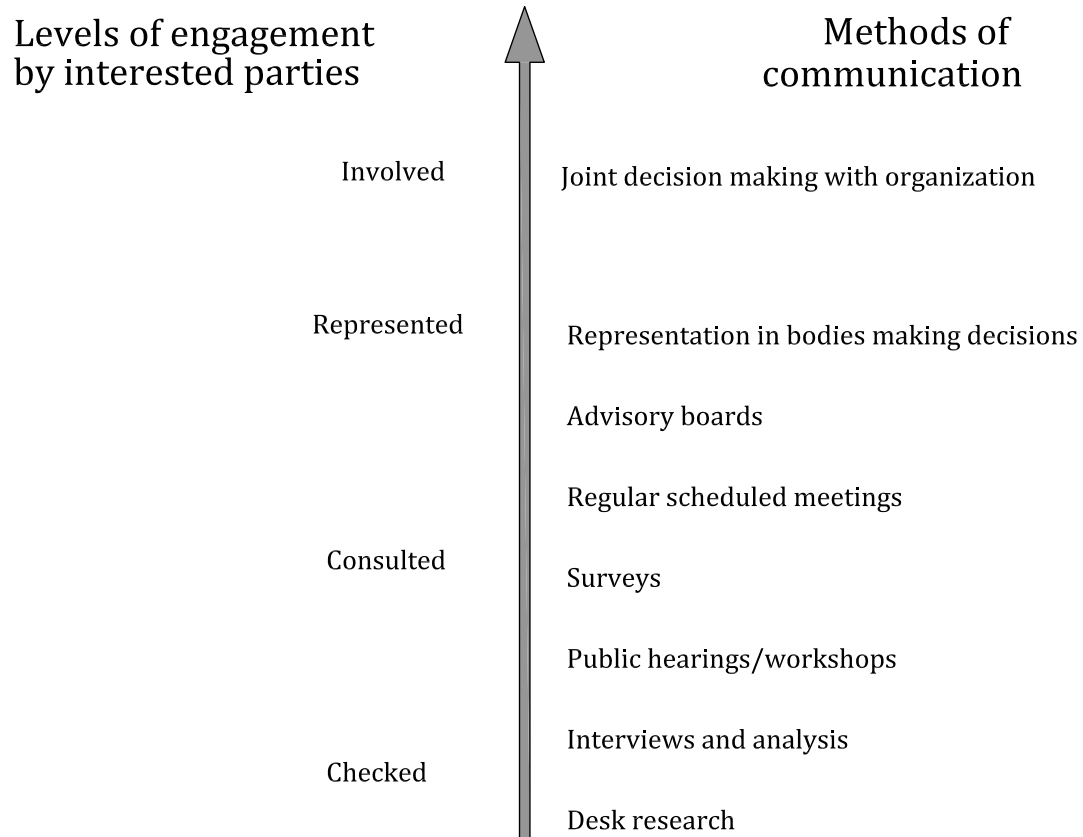 Levels of engagement
by interested parties
Methods of
communication
Involved
Joint decision making with organization
Represented
Representation in bodies making decisions
Advisory boards
Regular scheduled meetings
Consulted
Surveys
Public hearings/workshops
Interviews and analysis
Checked
Desk research